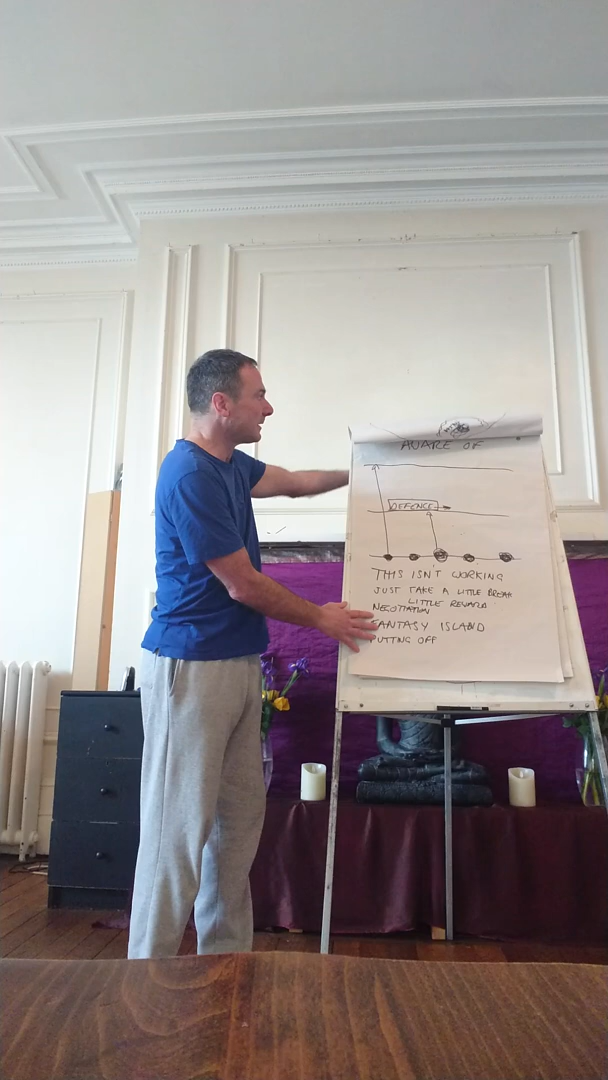 AWARE OF
DEFENCE
THIS ISN'T WORKING
JUST TAKE A LITTLE BREAK
LITTLE REWARD
NEGOTIATION
FANTASY ISLAND
PUTTING OFF